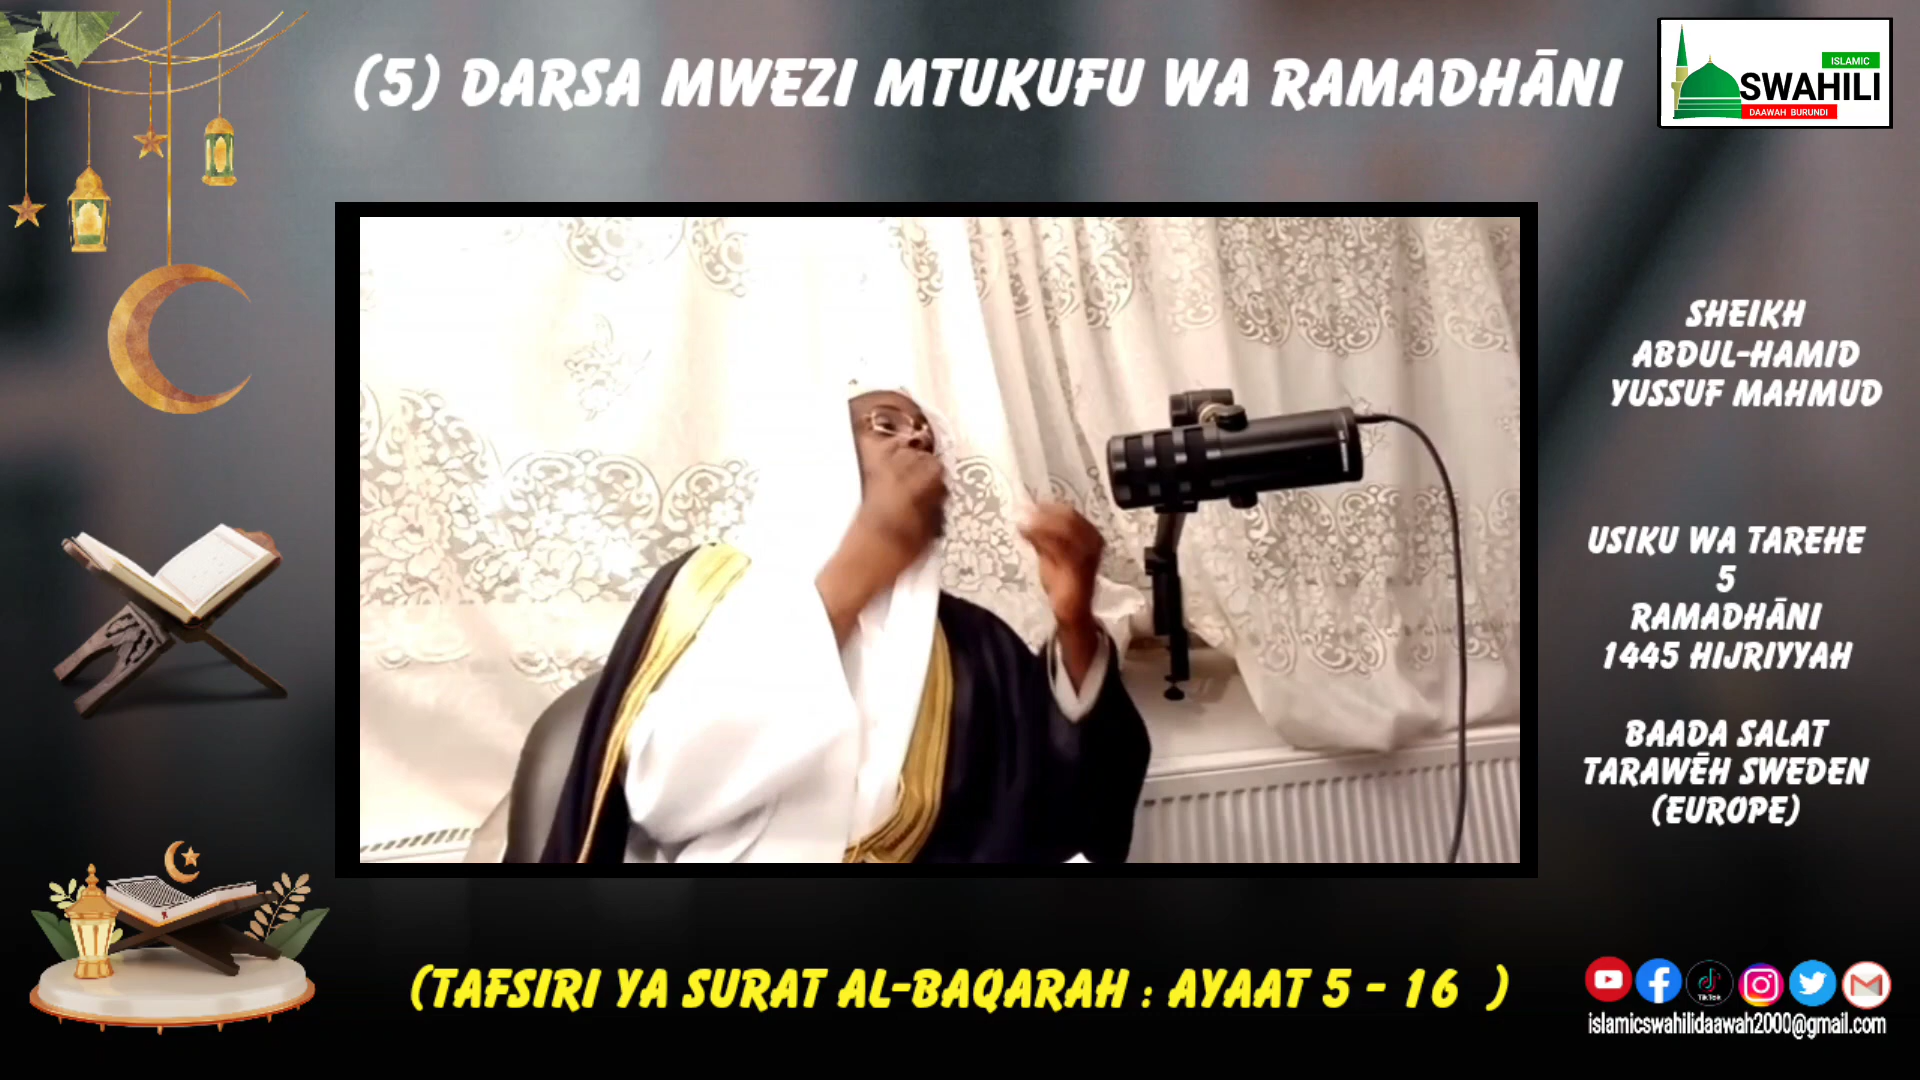 (5) DARSA MWEZI MTUKUFU WA RAMADHĀNI
ISLAMIC
SWAHILI
DAAWAH BURUNDI
SHEIKH
ABDUL-HAMID
YUSSUF MAHMUD
USIKU WA TAREHE
5
RAMADHĀNI
1445 HIJRIYYAH
BAADA SALAT
TARAWĒH SWEDEN
(EUROPE)
(TAFSIRI YA SURAT AL-BAQARAH : AYAAT 5 - 16 )
TikTok
islamicswahilidaawah2000@gmail.com